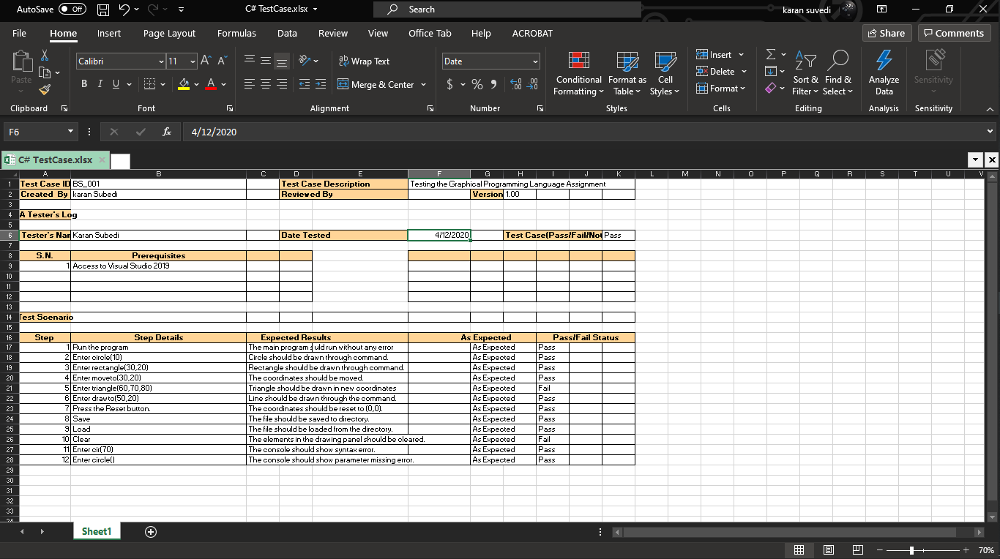 AutoSave Off C# TestCase.xlsx Search karan suvedi
File Home Insert Page Layout Formulas Data Review View Office Tab Help ACROBAT Share Comments
Paste Calibri 11 A A Wrap Text Date Conditional Formatting Format as Table Cell Styles Insert Sort & Filter Find & Select Analyze Data Sensitivity
B I U A Merge & Center $ % Delete
Format
Clipboard Font Alignment Number Styles Cells Editing Analysis Sensitivity
F6 fx 4/12/2020
C# TestCase.xlsx
A B C D E F G H I J K L M N O P Q R S T U V
1 Test Case ID BS_001 Test Case Description Testing the Graphical Programming Language Assignment
2 Created By karan Subedi Reviewed By Version 1.00
3
4 A Tester's Log
5
6 Tester's Nan Karan Subedi Date Tested 4/12/2020 Test Case(Pass/Fail/Not Pass
7
8 S.N. Prerequisites
9 1 Access to Visual Studio 2019
10
11
12
13
14 Test Scenario
15
16 Step Step Details Expected Results As Expected Pass/Fail Status
17 1 Run the program The main program s uld run without any error As Expected Pass
18 2 Enter circle(10) Circle should be drawn through command. As Expected Pass
19 3 Enter rectangle(30,20) Rectangle should be drawn through command. As Expected Pass
20 4 Enter moveto(30,20) The coordinates should be moved. As Expected Pass
21 5 Enter triangle(60,70,80) Triangle should be drawn in new coordinates As Expected Fail
22 6 Enter drawto(50,20) Line should be drawn through the command. As Expected Pass
23 7 Press the Reset button. The coordinates should be reset to (0,0). As Expected Pass
24 8 Save The file should be saved to directory. As Expected Pass
25 9 Load The file should be loaded from the directory. As Expected Pass
26 10 Clear The elements in the drawing panel should be cleared. As Expected Fail
27 11 Enter cir(70) The console should show syntax error. As Expected Pass
28 12 Enter circle() The console should show parameter missing error. As Expected Pass
29
30
31
32
33
34
Sheet1
70%